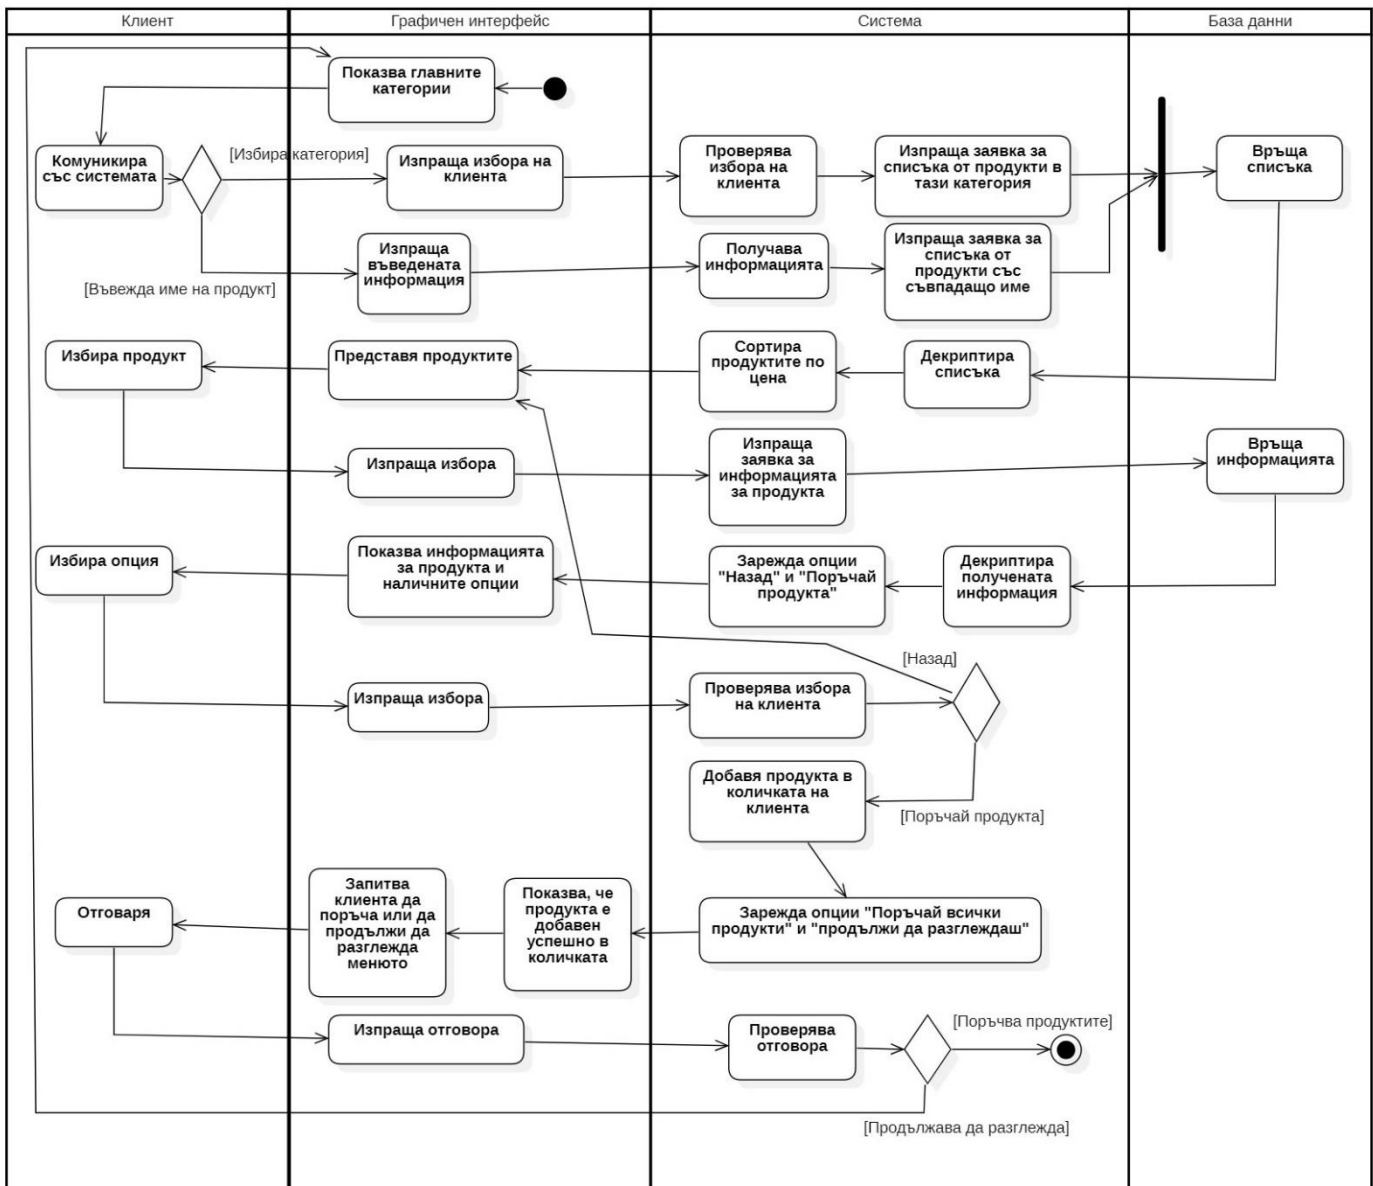 Клиент
Графичен интерфейс
Система
База данни
Показва главните
категории
Комуникира
със системата
[Избира категория]
Изпраща избора на
клиента
Проверява
избора на
клиента
Изпраща заявка за
списъка от продукти в
тази категория
Връща
списъка
[Въвежда име на продукт]
Изпраща
въведената
информация
Получава
информацията
Изпраща заявка за
списъка от
продукти със
съвпадащо име
Избира продукт
Представя продуктите
Сортира
продуктите по
цена
Декриптира
списъка
Изпраща избора
Изпраща
заявка за
информацията
за продукта
Връща
информацията
Избира опция
Показва информацията
за продукта и
наличните опции
Зарежда опции
"Назад" и "Поръчай
продукта"
Декриптира
получената
информация
[Назад]
Изпраща избора
Проверява избора
на клиента
Добавя продукта в
количката на
клиента
[Поръчай продукта]
Отговаря
Запитва
клиента да
поръча или да
продължи да
разглежда
менюто
Показва, че
продукта е
добавен
успешно в
количката
Зарежда опции "Поръчай всички
продукти" и "продължи да разглеждаш"
Изпраща отговора
Проверява
отговора
[Поръчва продуктите]
[Продължава да разглежда]